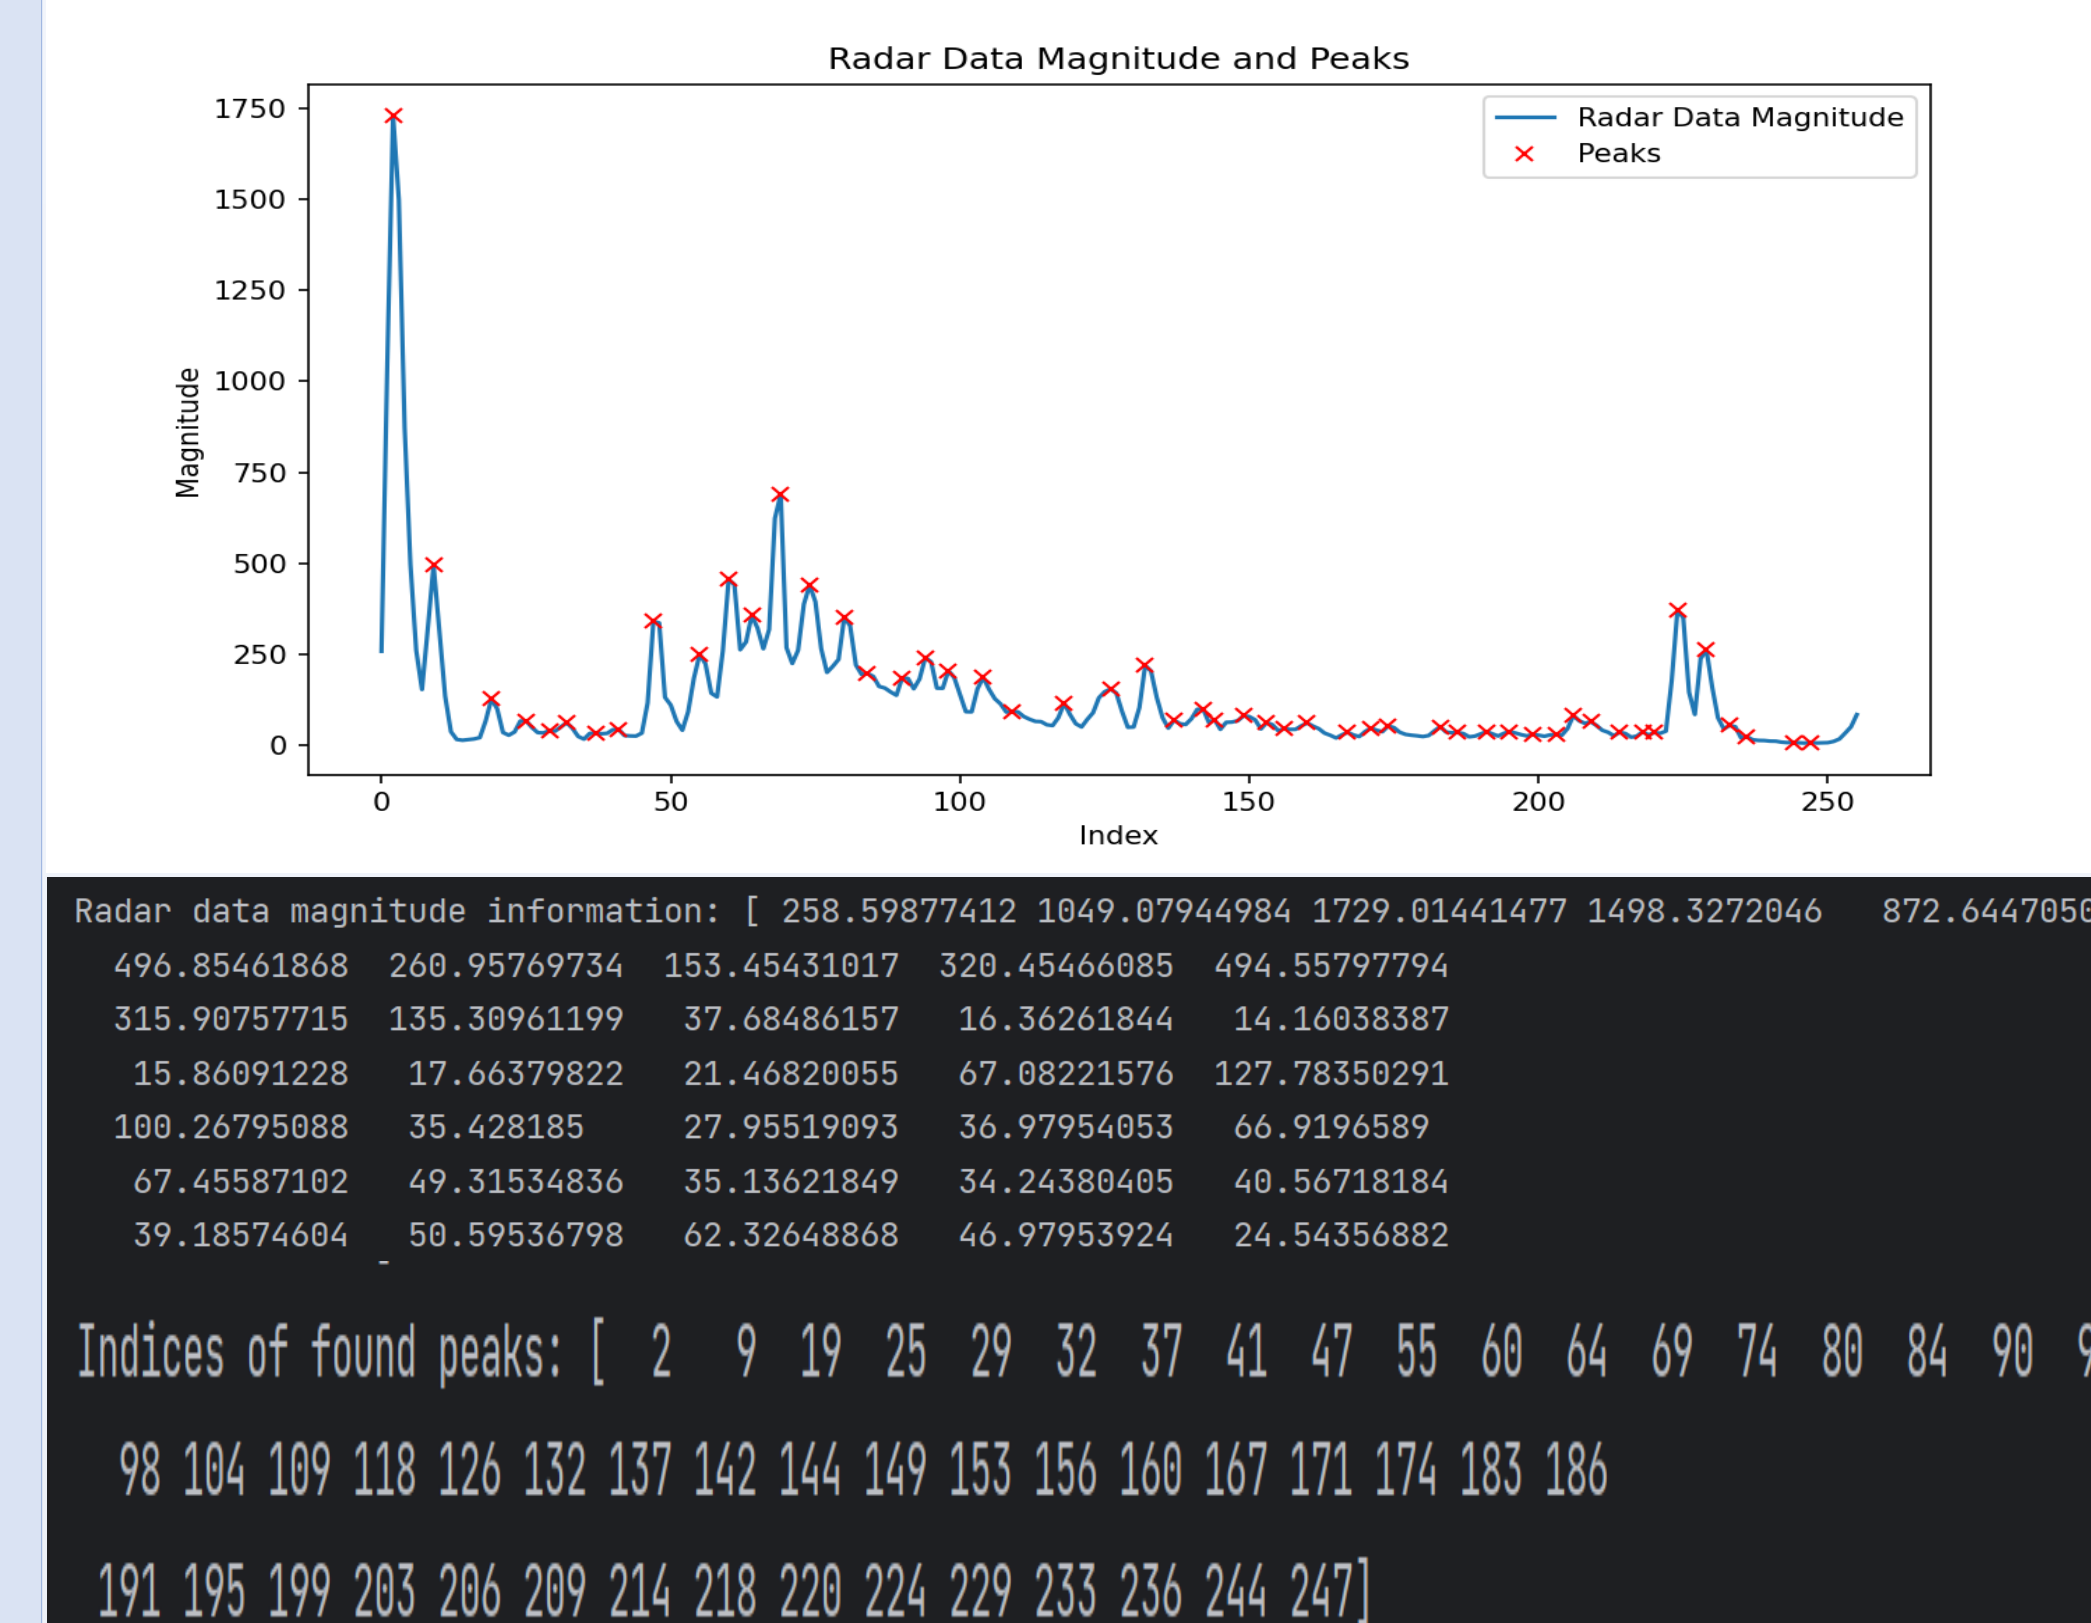 Radar Data Magnitude and Peaks
1750
1500
1250
1000
750
500
250
0
Magnitude
Radar Data Magnitude
Peaks
0 50 100 150 200 250
Index
Radar data magnitude information: [ 258.59877412 1049.07944984 1729.01441477 1498.3272046 872.6447050
496.85461868 260.95769734 153.45431017 320.45466085 494.55797794
315.90757715 135.30961199 37.68486157 16.36261844 14.16038387
15.86091228 17.66379822 21.46820055 67.08221576 127.78350291
100.26795088 35.428185 27.95519093 36.97954053 66.9196589
67.45587102 49.31534836 35.13621849 34.24380405 40.56718184
39.18574604 50.59536798 62.32648868 46.97953924 24.54356882
Indices of found peaks: [ 2 9 19 25 29 32 37 41 47 55 60 64 69 74 80 84 90
98 104 109 118 126 132 137 142 144 149 153 156 160 167 171 174 183 186
191 195 199 203 206 209 214 218 220 224 229 233 236 244 247]